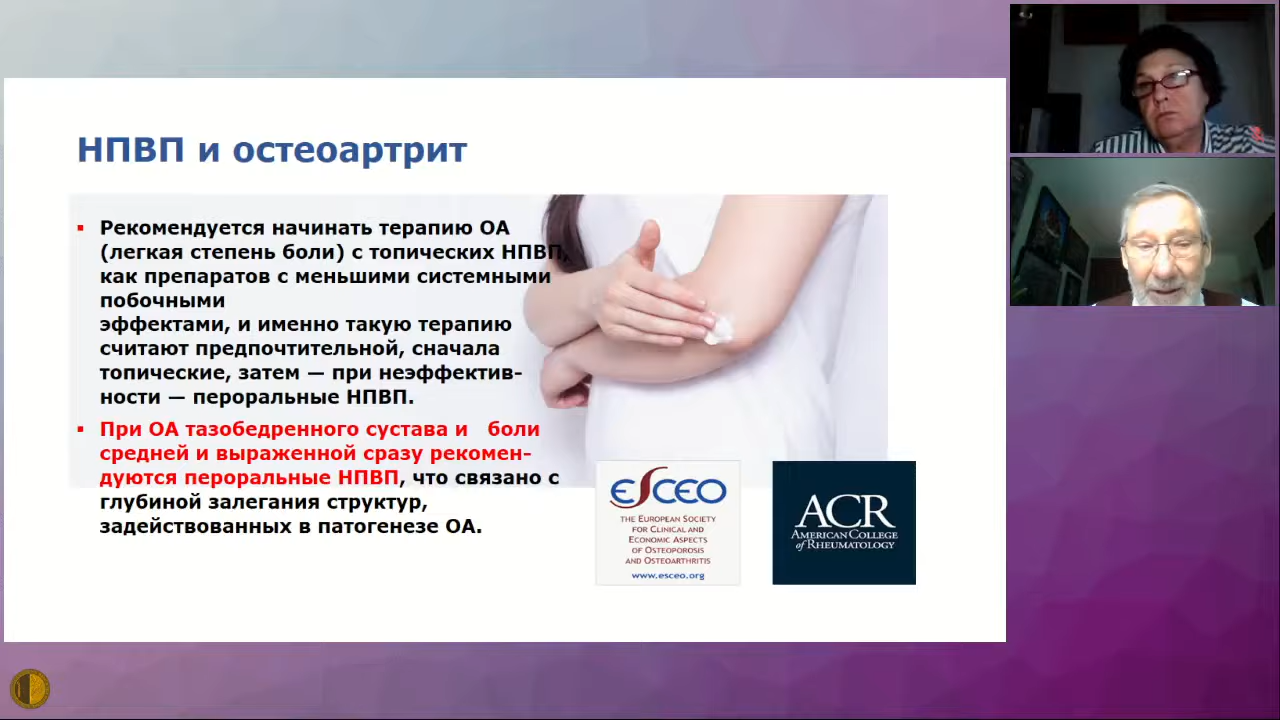 НПВП и остеоартрит
Рекомендуется начинать терапию ОА
(легкая степень боли) с топических НПВП,
как препаратов с меньшими системными
побочными
эффектами, и именно такую терапию
считают предпочтительной, сначала
топические, затем — при неэффектив-
ности — пероральные НПВП.
При ОА тазобедренного сустава и боли
средней и выраженной сразу рекомен-
дуются пероральные НПВП, что связано с
глубиной залегания структур,
задействованных в патогенезе ОА.
ESCEO
THE EUROPEAN SOCIETY
FOR CLINICAL AND
ECONOMIC ASPECTS
OF OSTEOPOROSIS
AND OSTEOARTHRITIS
www.esceo.org
ACR
AMERICAN COLLEGE
of RHEUMATOLOGY